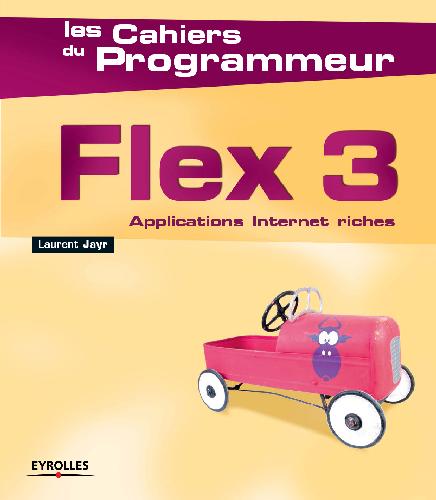 les Cahiers
du Programmeur
Flex 3
Applications Internet riches
Laurent Jayr
EYROLLES